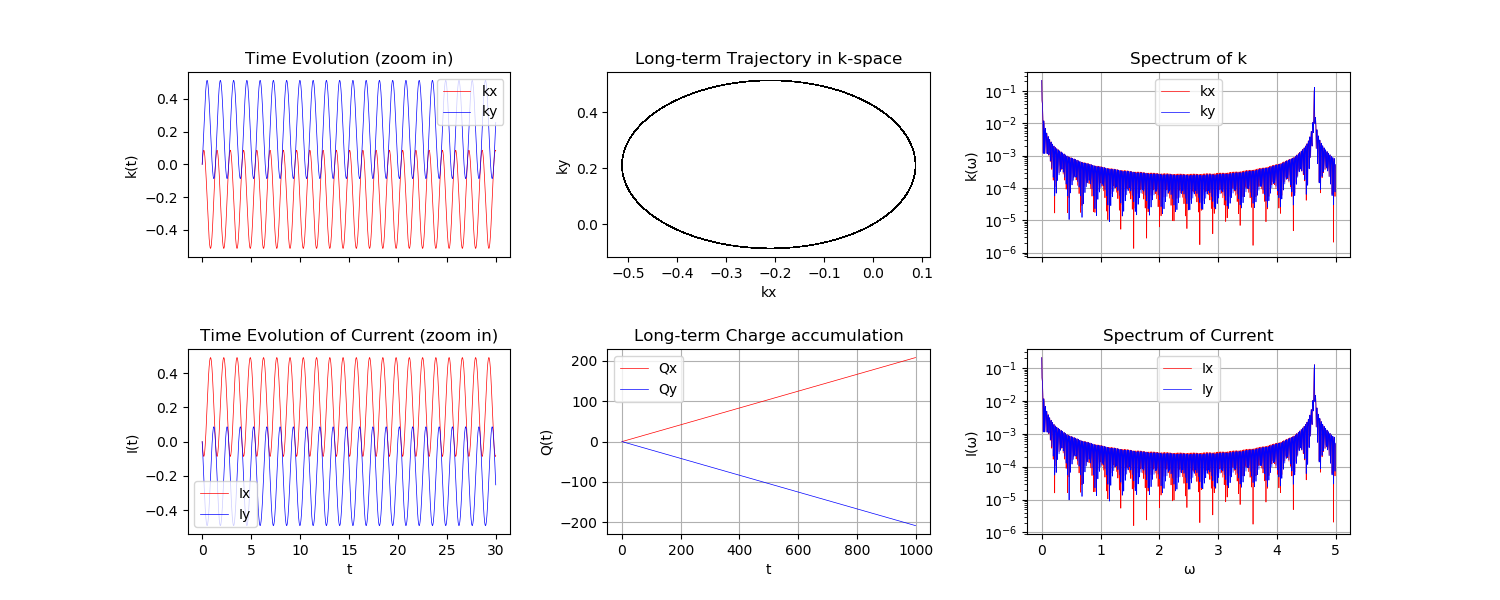 Time Evolution (zoom in)
k(t)
0.4
0.2
0.0
−0.2
−0.4
kx
ky
Long-term Trajectory in k-space
ky
0.4
0.2
0.0
−0.5
−0.4
−0.3
−0.2
−0.1
0.0
0.1
kx
Spectrum of k
k(ω)
10⁻¹
10⁻²
10⁻³
10⁻⁴
10⁻⁵
10⁻⁶
kx
ky
Time Evolution of Current (zoom in)
I(t)
0.4
0.2
0.0
−0.2
−0.4
Ix
Iy
0
5
10
15
20
25
30
t
Long-term Charge accumulation
Q(t)
200
100
0
−100
−200
Qx
Qy
0
200
400
600
800
1000
t
Spectrum of Current
I(ω)
10⁻¹
10⁻²
10⁻³
10⁻⁴
10⁻⁵
10⁻⁶
Ix
Iy
0
1
2
3
4
5
ω